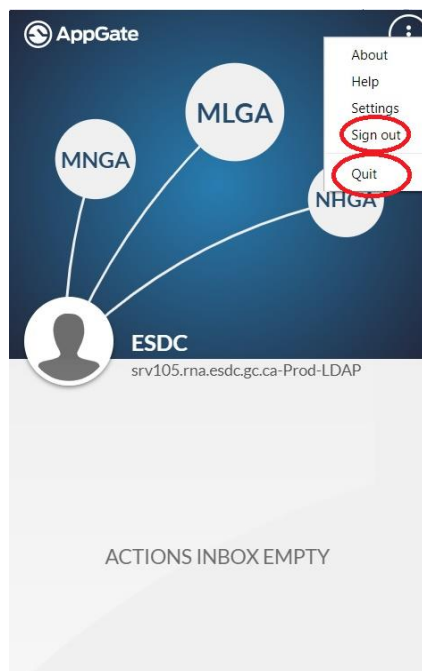 AppGate
About
Help
Settings
Sign out
Quit
MLGA
MNGA
NHGA
ESDC
srv105.rna.esdc.gc.ca-Prod-LDAP
ACTIONS INBOX EMPTY